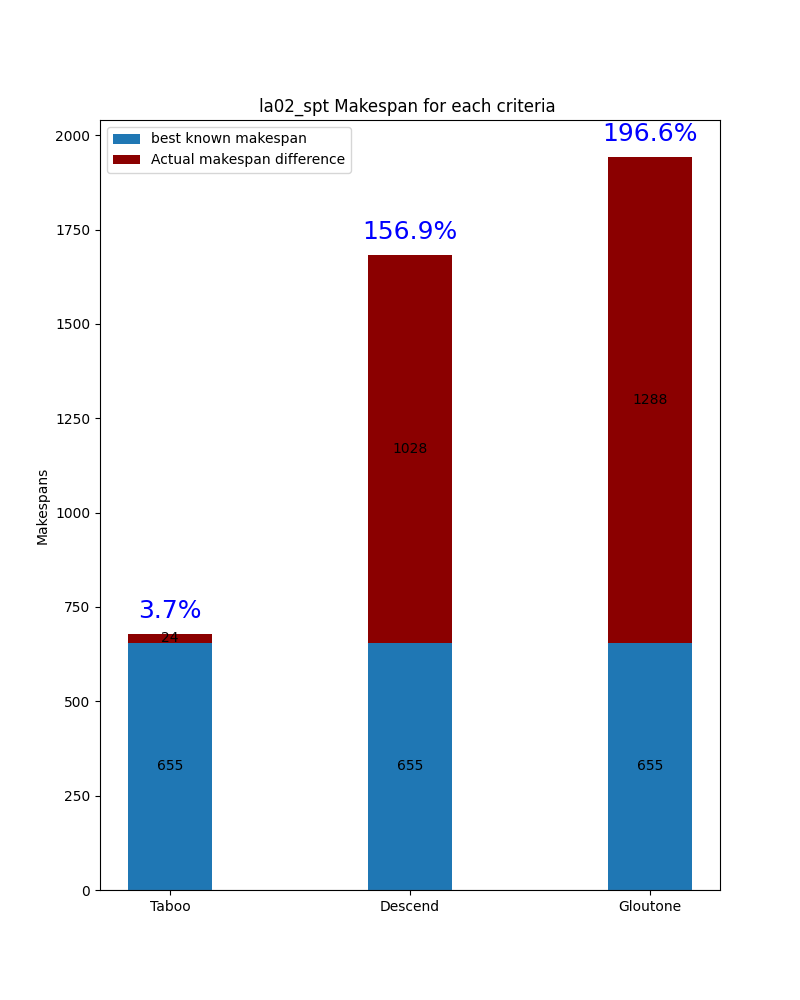 la02_spt Makespan for each criteria
best known makespan
Actual makespan difference
196.6%
156.9%
3.7%
2000
1750
1500
1250
1000
750
500
250
0
Makespans
1288
1028
24
655
655
655
Taboo
Descend
Gloutone